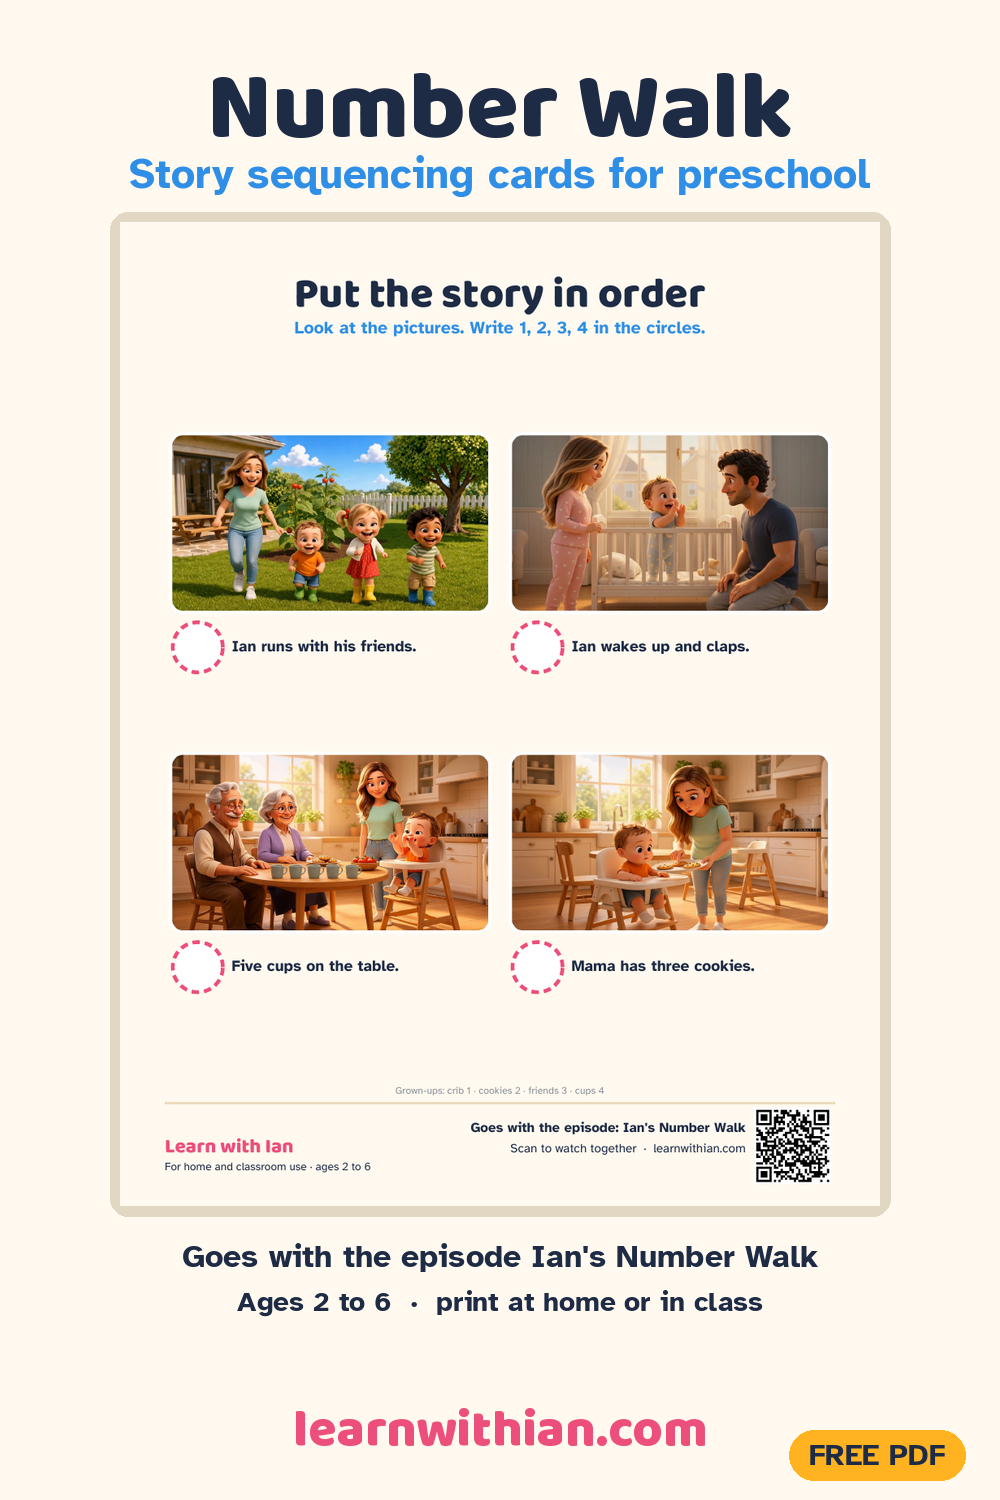 Number Walk
Story sequencing cards for preschool
Put the story in order
Look at the pictures. Write 1, 2, 3, 4 in the circles.
Ian runs with his friends.
Ian wakes up and claps.
Five cups on the table.
Mama has three cookies.
Grown-ups: crib 1 · cookies 2 · friends 3 · cups 4
Learn with Ian
For home and classroom use · ages 2 to 6
Goes with the episode: Ian's Number Walk
Scan to watch together · learnwithian.com
Goes with the episode Ian's Number Walk
Ages 2 to 6 · print at home or in class
learnwithian.com
FREE PDF